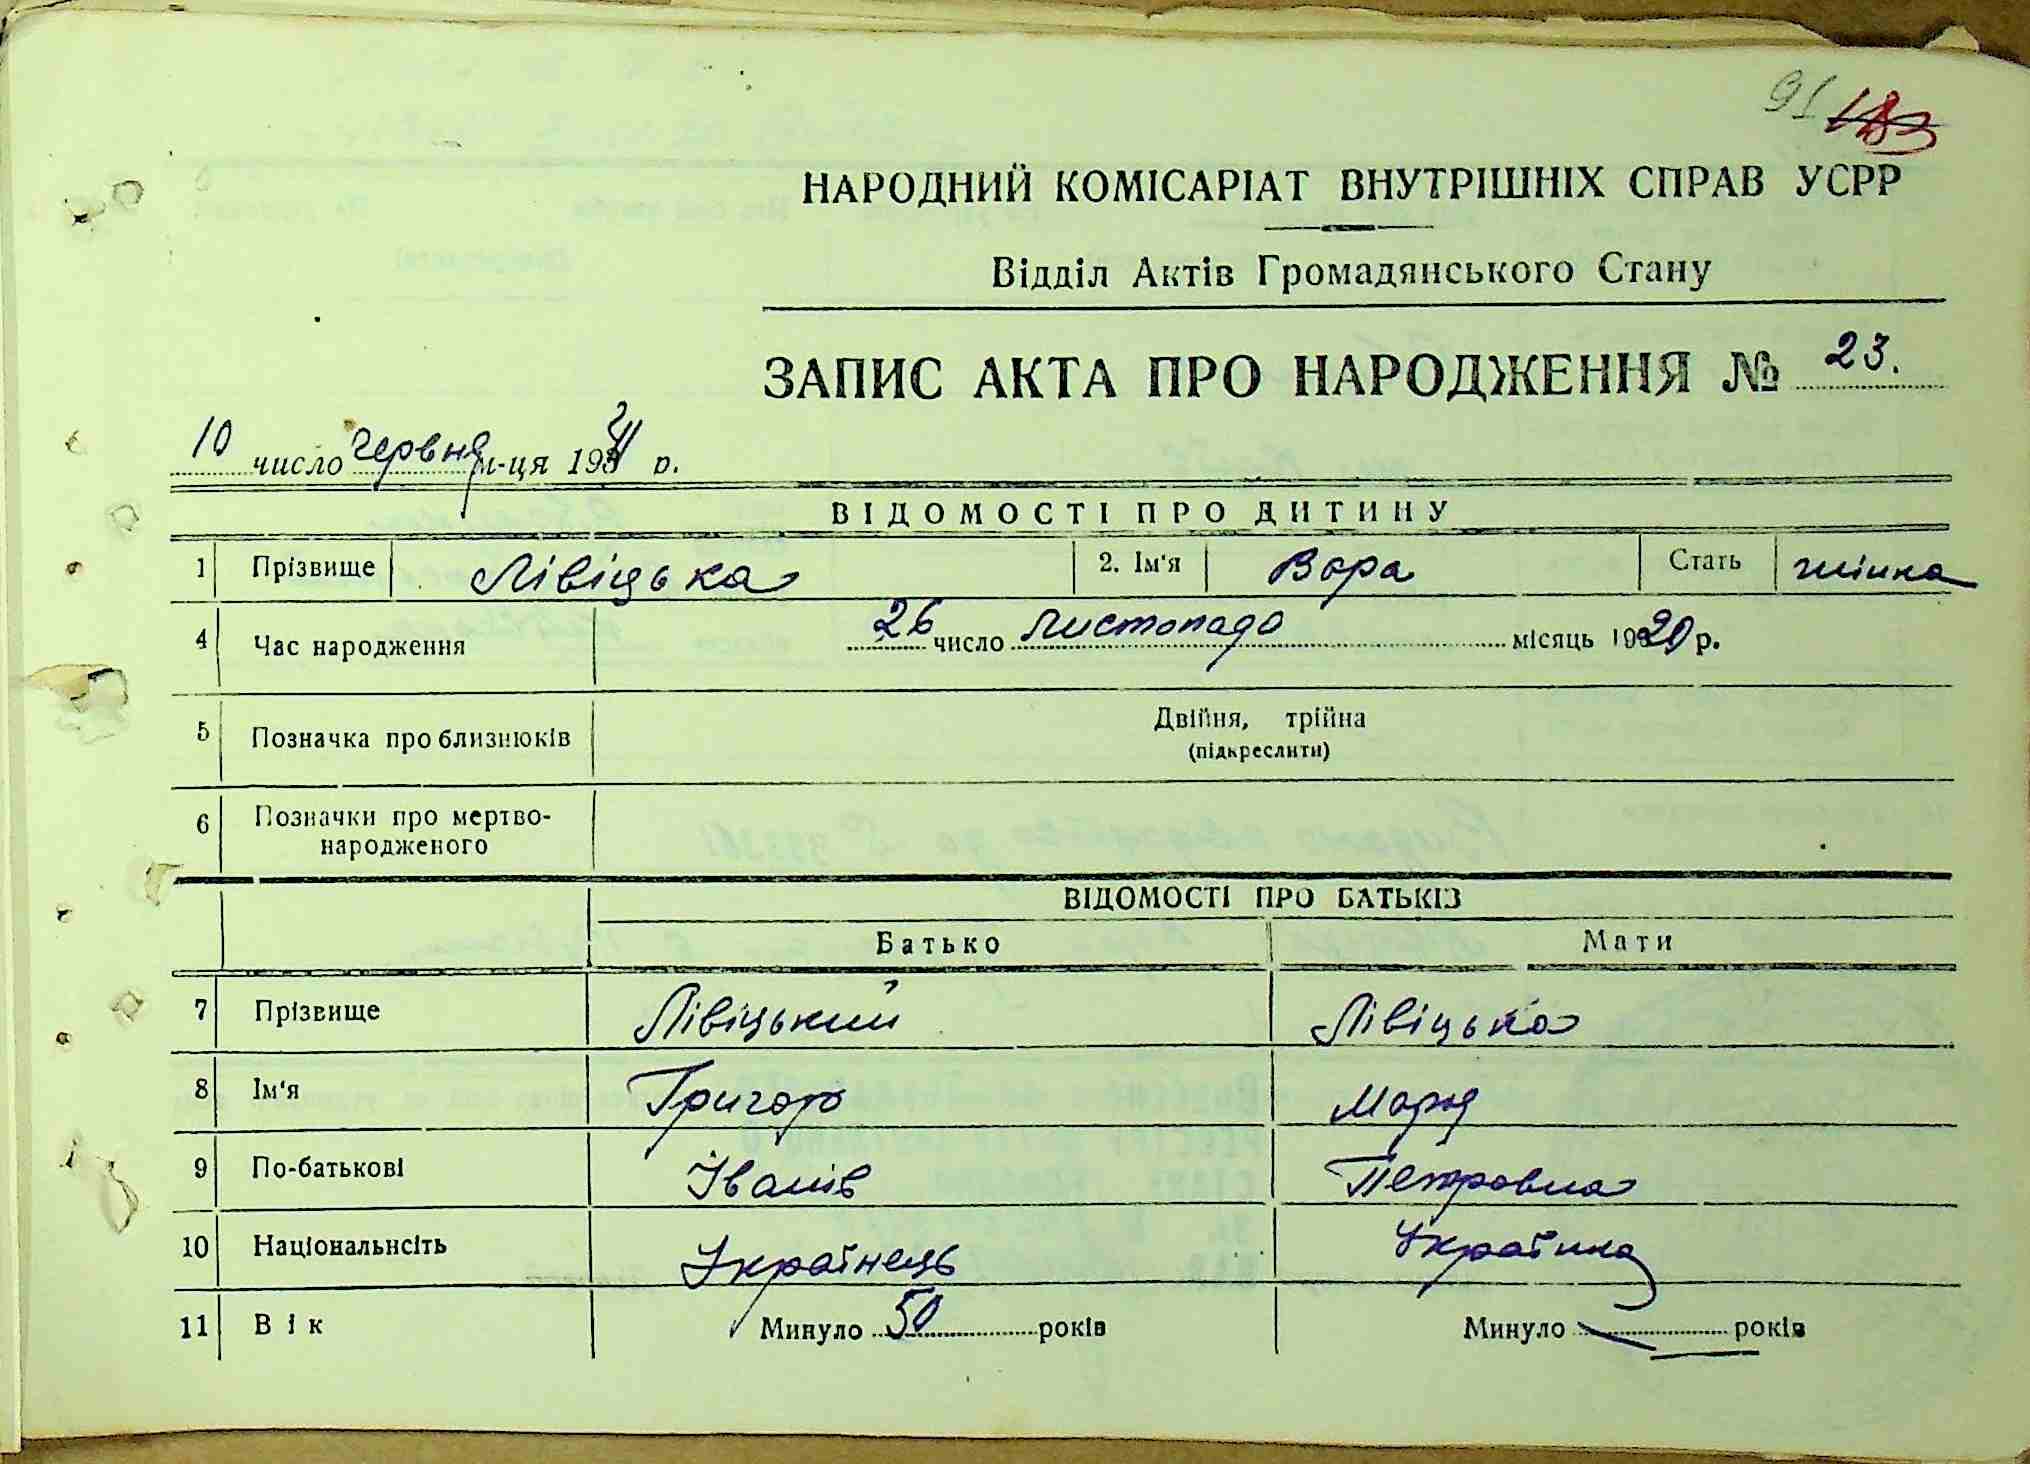 91 183
НАРОДНИЙ КОМІСАРІАТ ВНУТРІШНІХ СПРАВ УСРР
Відділ Актів Громадянського Стану
ЗАПИС АКТА ПРО НАРОДЖЕННЯ № 23.
10 число червня м-ця 1941 р.
ВІДОМОСТІ ПРО ДИТИНУ
1 Прізвище Лівіцька 2. Ім'я Вєра Стать жінка
4 Час народження 26 число Листопада місяць 1920 р.
5 Позначка про близнюків Двійня, трійна
(підкреслити)
6 Позначки про мертво-
народженого
ВІДОМОСТІ ПРО БАТЬКІВ
Батько Мати
7 Прізвище Лівіцький Лівіцька
8 Ім'я Григорь Марія
9 По-батькові Іванів Петровна
10 Національнсіть Українець Українка
11 Вік Минуло 50 років Минуло років